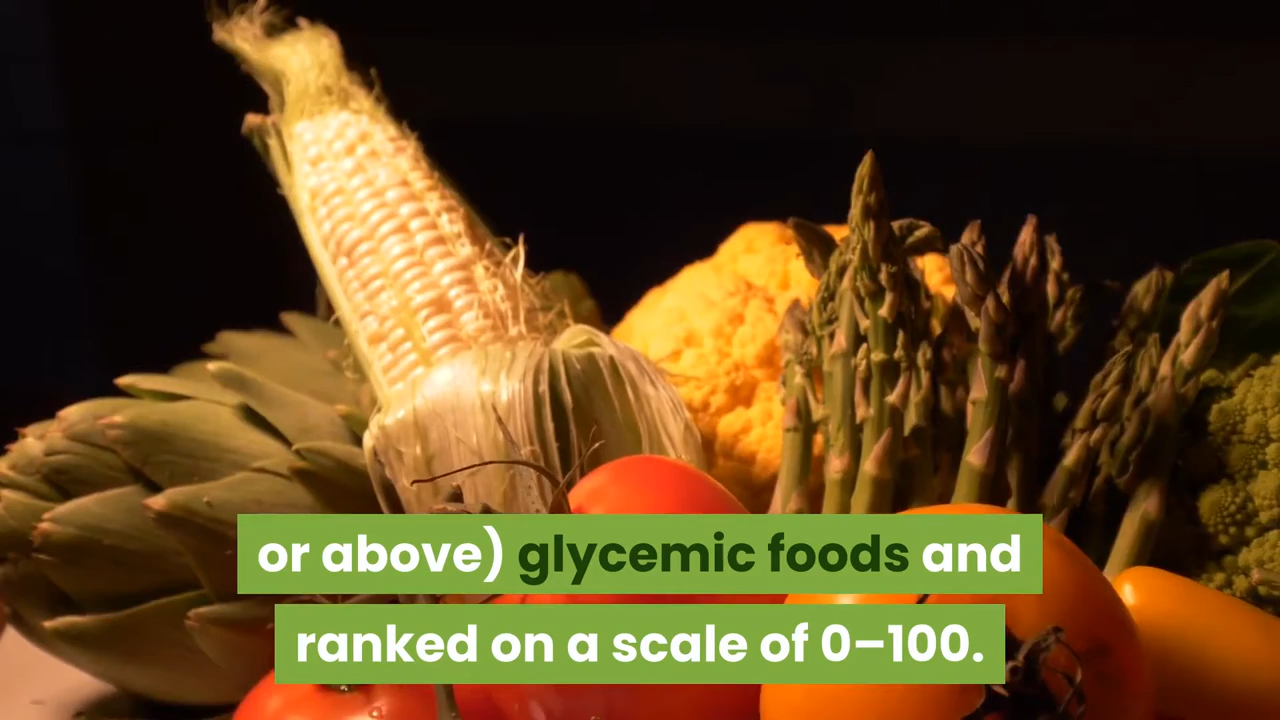 or above) glycemic foods and
ranked on a scale of 0–100.